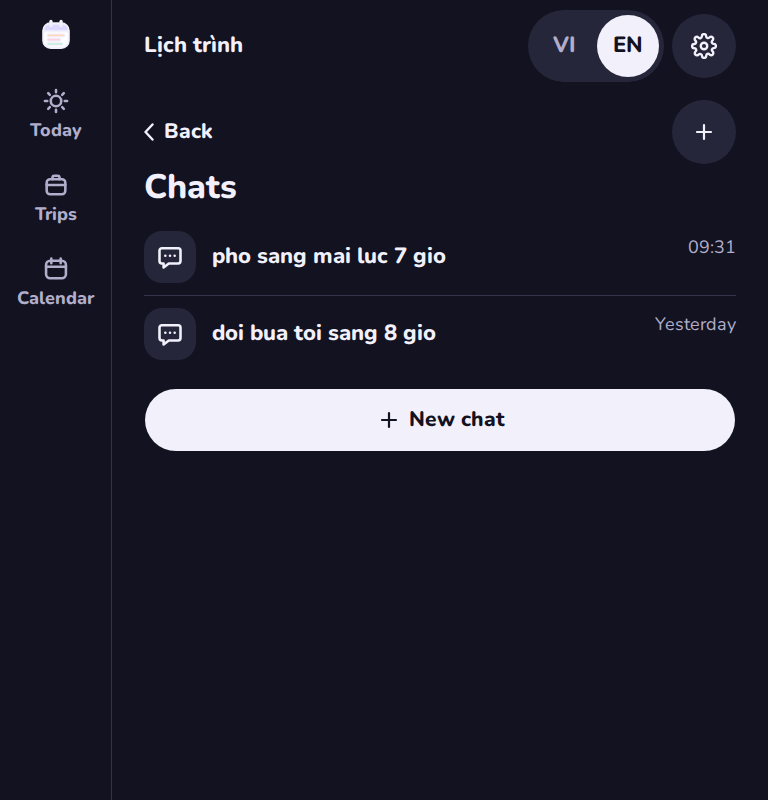 Lịch trình
VI
EN
Today
Trips
Calendar
Back
Chats
pho sang mai luc 7 gio
09:31
doi bua toi sang 8 gio
Yesterday
New chat